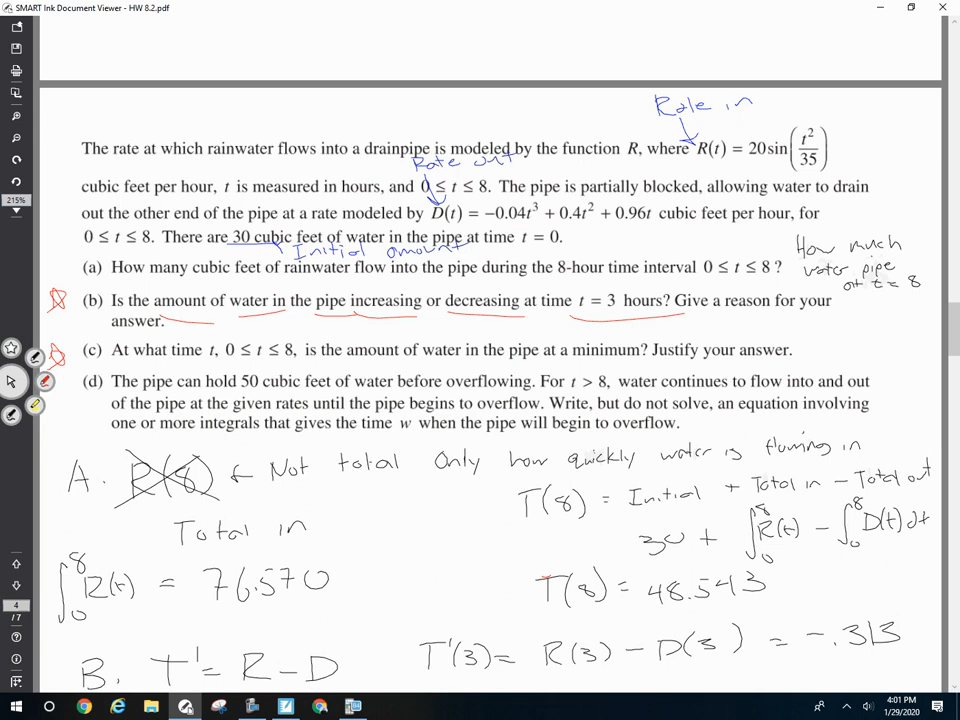 SMART Ink Document Viewer - HW 8.2.pdf
Rate in
The rate at which rainwater flows into a drainpipe is modeled by the function R, where R(t) = 20 sin(t²/35)
Rate out
cubic feet per hour, t is measured in hours, and 0 ≤ t ≤ 8. The pipe is partially blocked, allowing water to drain
out the other end of the pipe at a rate modeled by D(t) = −0.04t³ + 0.4t² + 0.96t cubic feet per hour, for
0 ≤ t ≤ 8. There are 30 cubic feet of water in the pipe at time t = 0.
Initial amount
How much
water pipe
at t = 8
(a) How many cubic feet of rainwater flow into the pipe during the 8-hour time interval 0 ≤ t ≤ 8 ?
(b) Is the amount of water in the pipe increasing or decreasing at time t = 3 hours? Give a reason for your
answer.
(c) At what time t, 0 ≤ t ≤ 8, is the amount of water in the pipe at a minimum? Justify your answer.
(d) The pipe can hold 50 cubic feet of water before overflowing. For t > 8, water continues to flow into and out
of the pipe at the given rates until the pipe begins to overflow. Write, but do not solve, an equation involving
one or more integrals that gives the time w when the pipe will begin to overflow.
A. R(8) ← Not total Only how quickly water is flowing in
Total in
∫₀⁸ R(t) = 76.570
T(8) = Initial + Total in − Total out
30 + ∫₀⁸ R(t) − ∫₀⁸ D(t) dt
T(8) = 48.543
B. T' = R − D
T'(3) = R(3) − D(3) = −.313
215%
4
/ 7
4:01 PM
1/29/2020